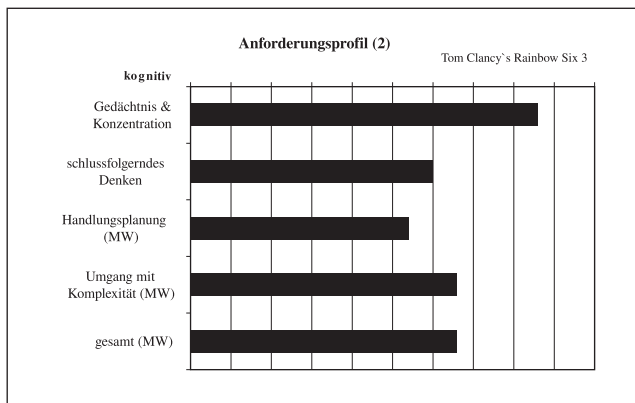 Anforderungsprofil (2)
Tom Clancy`s Rainbow Six 3
kognitiv
Gedächtnis &
Konzentration
schlussfolgerndes
Denken
Handlungsplanung
(MW)
Umgang mit
Komplexität (MW)
gesamt (MW)